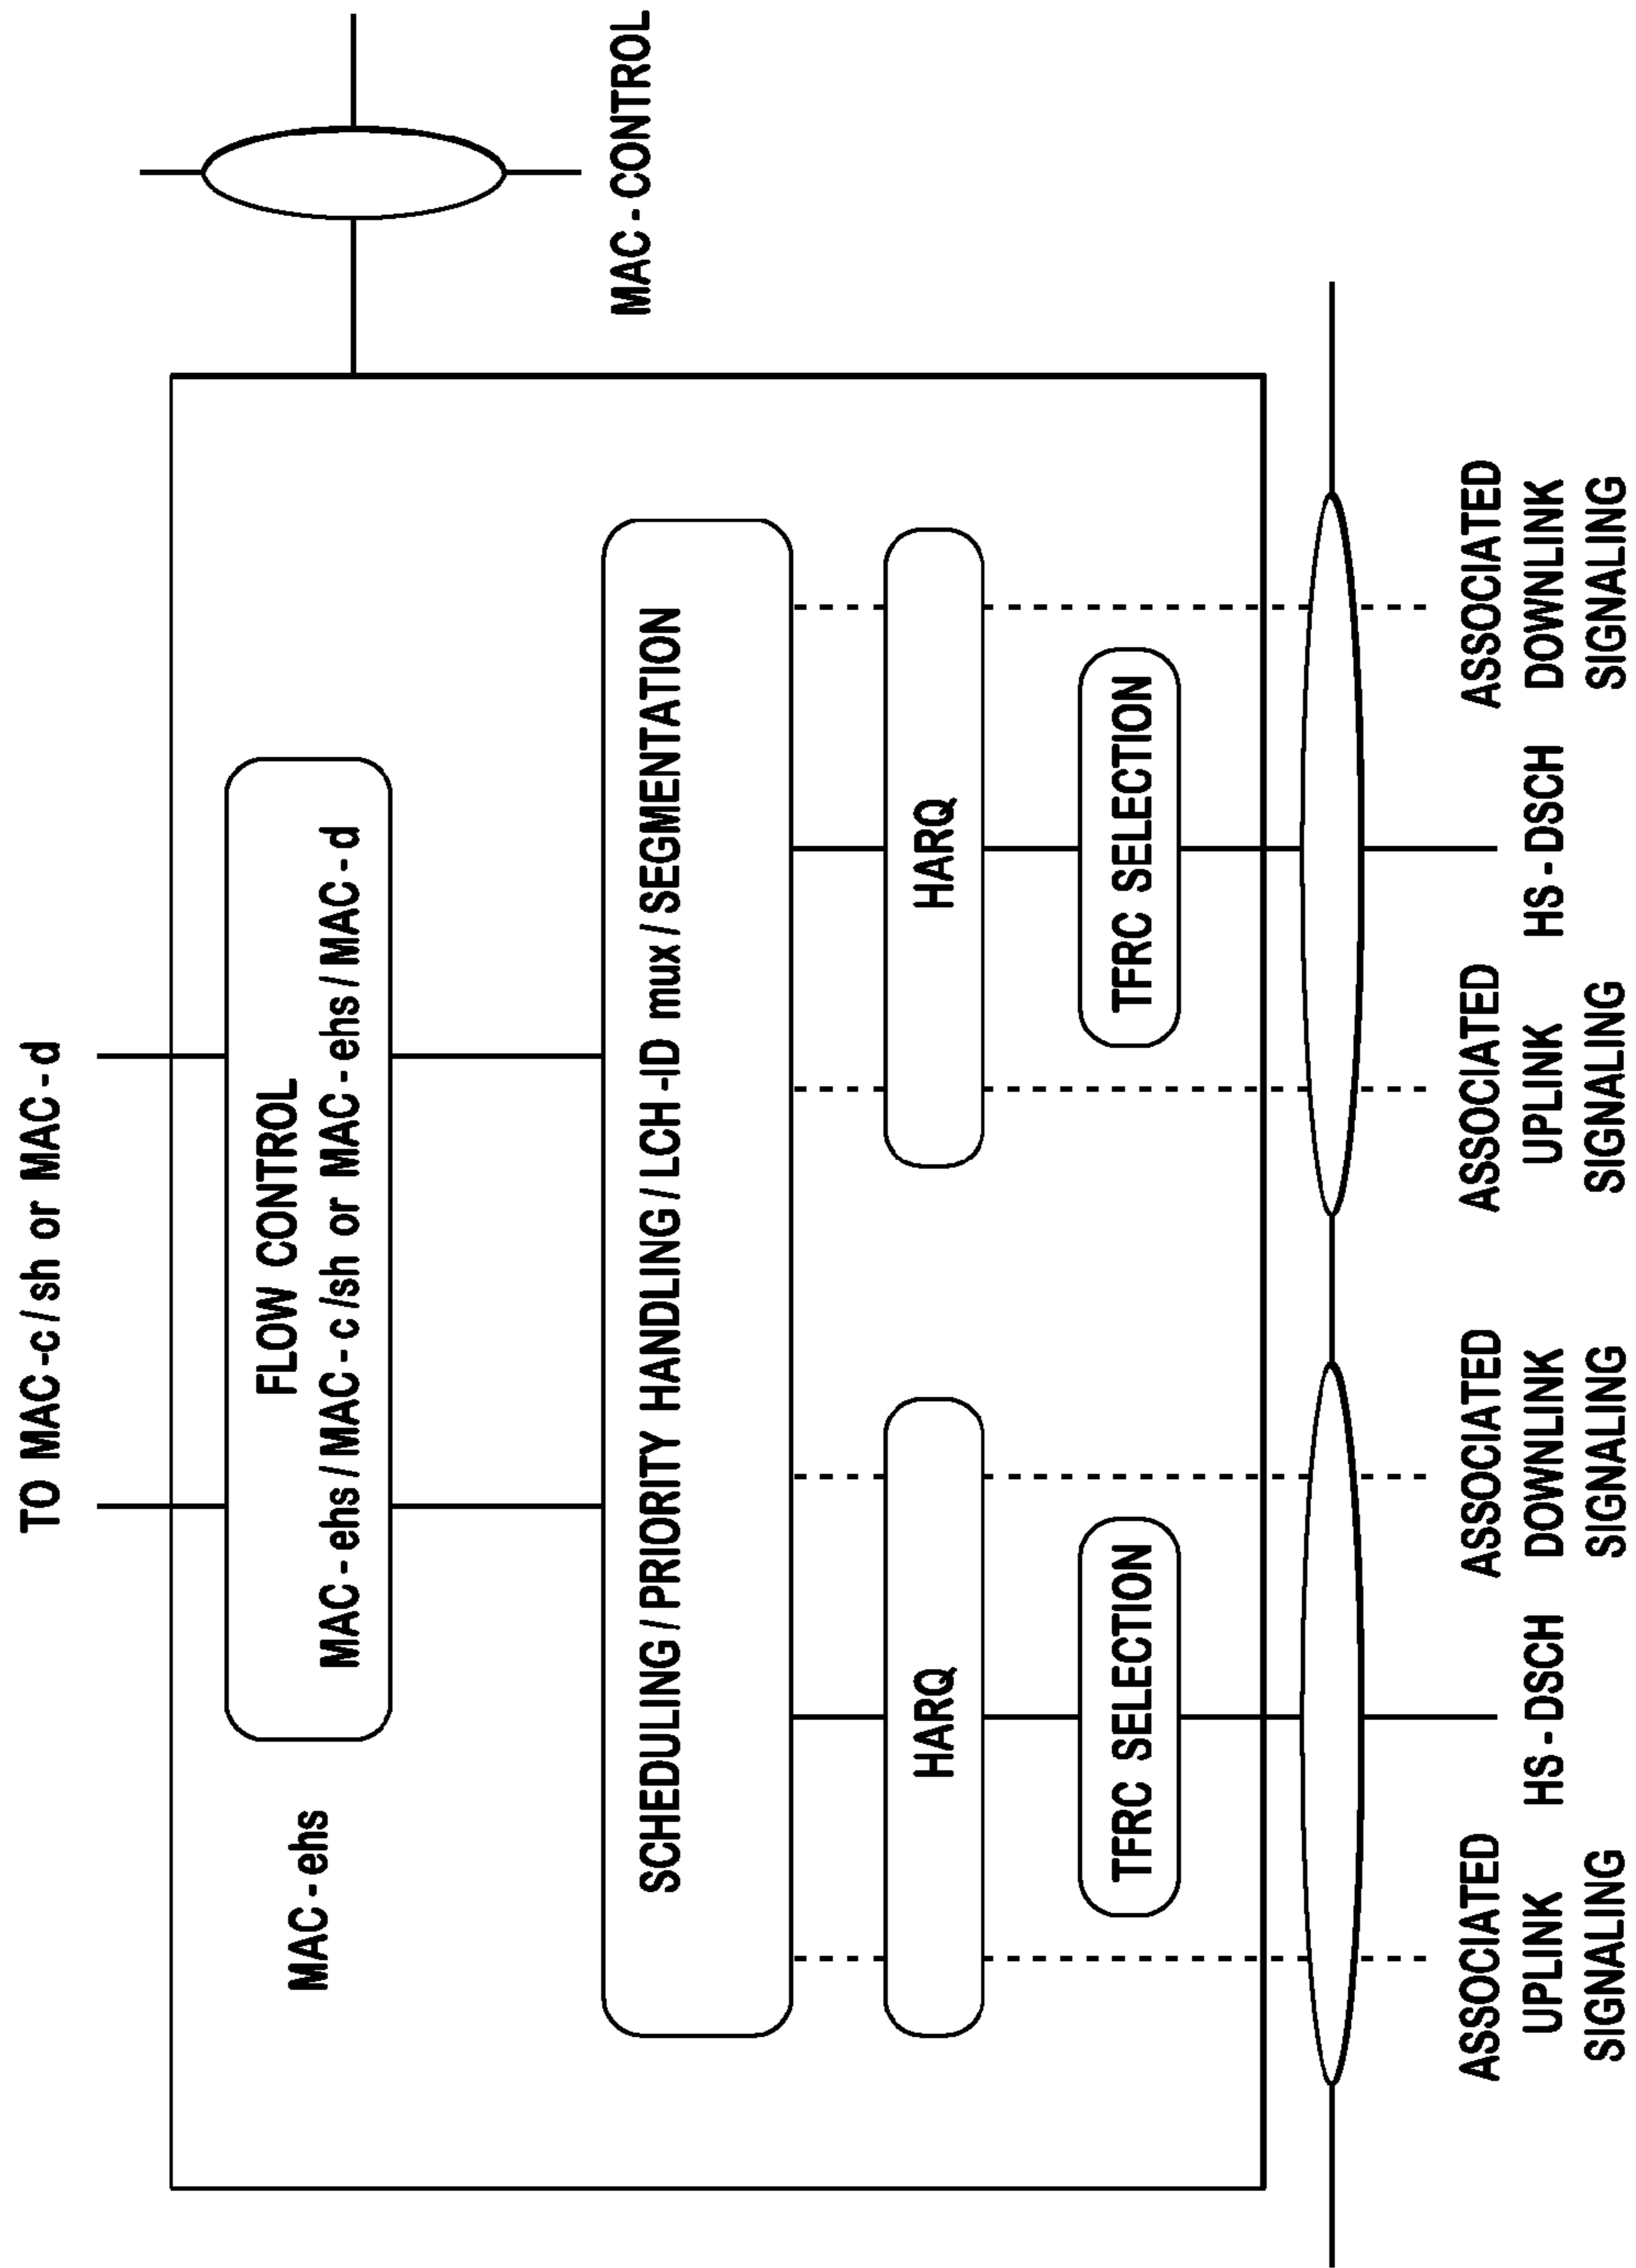 TO MAC-c/sh or MAC-d
MAC-ehs
FLOW CONTROL
MAC-ehs/MAC-c/sh or MAC-ehs/MAC-d
MAC-CONTROL
SCHEDULING/PRIORITY HANDLING/LCH-ID mux/SEGMENTATION
HARQ
HARQ
TFRC SELECTION
TFRC SELECTION
ASSOCIATED
UPLINK
SIGNALING
HS-DSCH
ASSOCIATED
DOWNLINK
SIGNALING
ASSOCIATED
UPLINK
SIGNALING
HS-DSCH
ASSOCIATED
DOWNLINK
SIGNALING